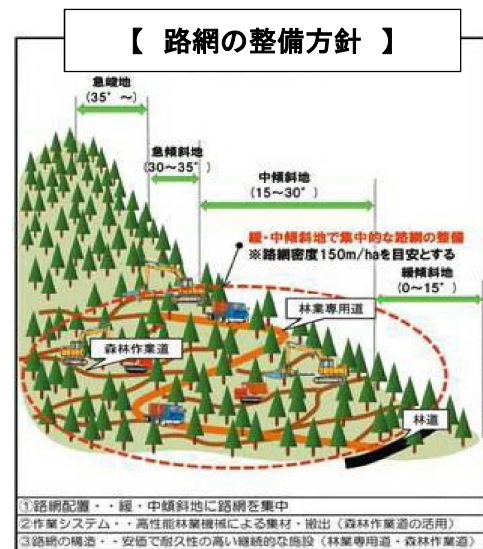 【 路網の整備方針 】
急峻地
(35°~)
急傾斜地
(30~35°)
中傾斜地
(15~30°)
緩・中傾斜地で集中的な路網の整備
※路網密度150m/haを目安とする
緩傾斜地
(0~15°)
林業専用道
森林作業道
林道
①路網配置・・緩・中傾斜地に路網を集中
②作業システム・・高性能林業機械による集材・搬出(森林作業道の活用)
③路網の構造・・安価で耐久性の高い継続的な施設(林業専用道・森林作業道)